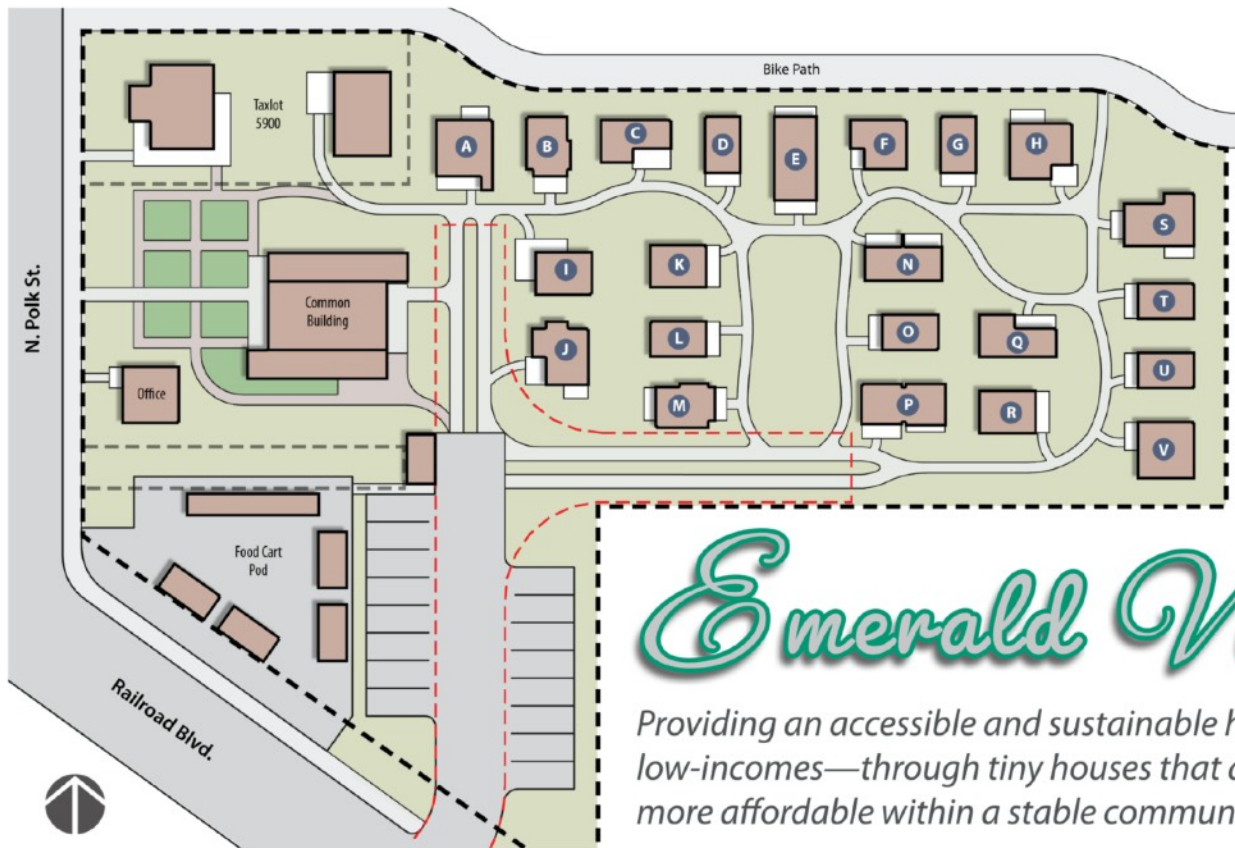 Bike Path
Taxlot
5900
A
B
C
D
E
F
G
H
S
I
K
N
T
N. Polk St.
Common
Building
J
L
O
Q
U
Office
M
P
R
V
Food Cart
Pod
Railroad Blvd.
Emerald
Providing an accessible and sustainable h
low-incomes—through tiny houses that
more affordable within a stable commun